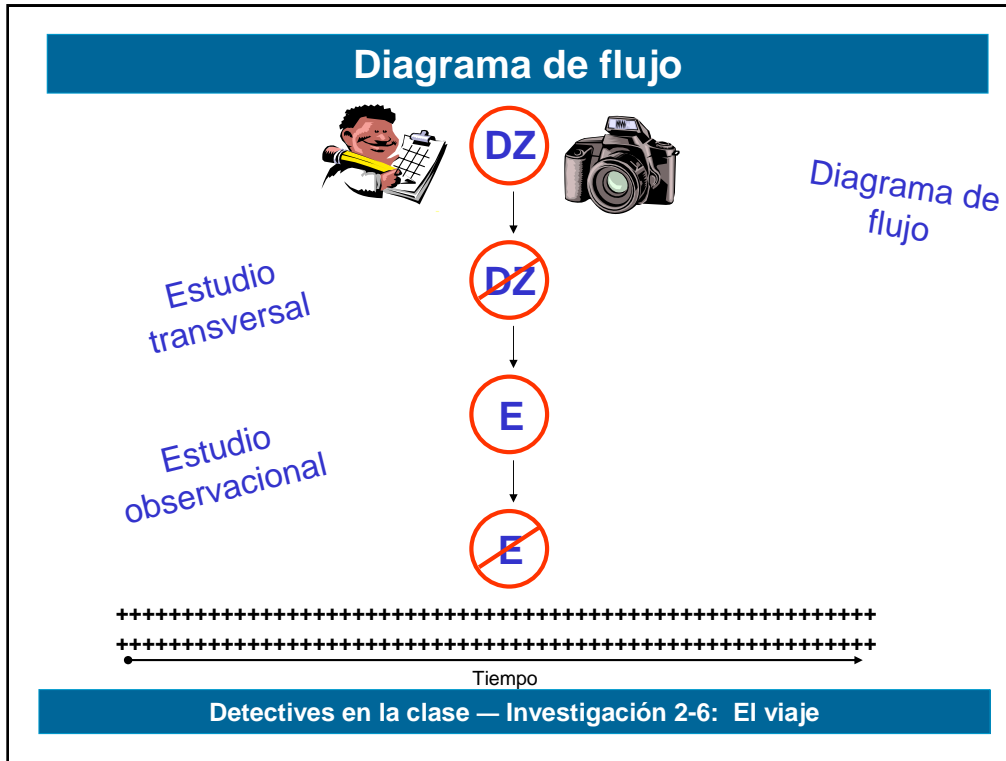 Diagrama de flujo
DZ
Diagrama de
flujo
DZ
Estudio
transversal
E
Estudio
observacional
E
++++++++++++++++++++++++++++++++++++++++++++++++++++++++++
++++++++++++++++++++++++++++++++++++++++++++++++++++++++++
Tiempo
Detectives en la clase — Investigación 2-6: El viaje